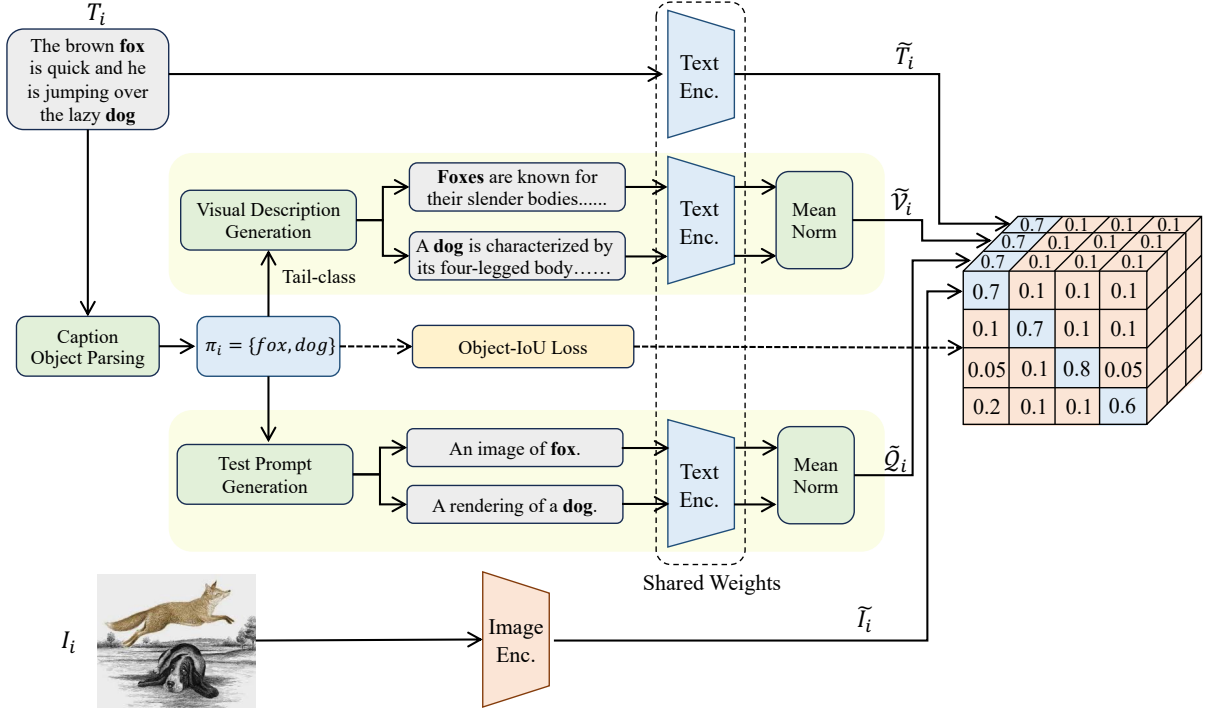 T_i
The brown fox
is quick and he
is jumping over
the lazy dog
Text
Enc.
T̃_i
Visual Description
Generation
Foxes are known for
their slender bodies......
A dog is characterized by
its four-legged body……
Text
Enc.
Mean
Norm
Ṽ_i
Tail-class
Caption
Object Parsing
π_i = {fox, dog}
Object-IoU Loss
Test Prompt
Generation
An image of fox.
A rendering of a dog.
Text
Enc.
Mean
Norm
Q̃_i
Shared Weights
I_i
Image
Enc.
Ĩ_i
0.7 0.1 0.1 0.1
0.7 0.1 0.1 0.1
0.7 0.1 0.1 0.1
0.7 0.1 0.1 0.1
0.1 0.7 0.1 0.1
0.05 0.1 0.8 0.05
0.2 0.1 0.1 0.6